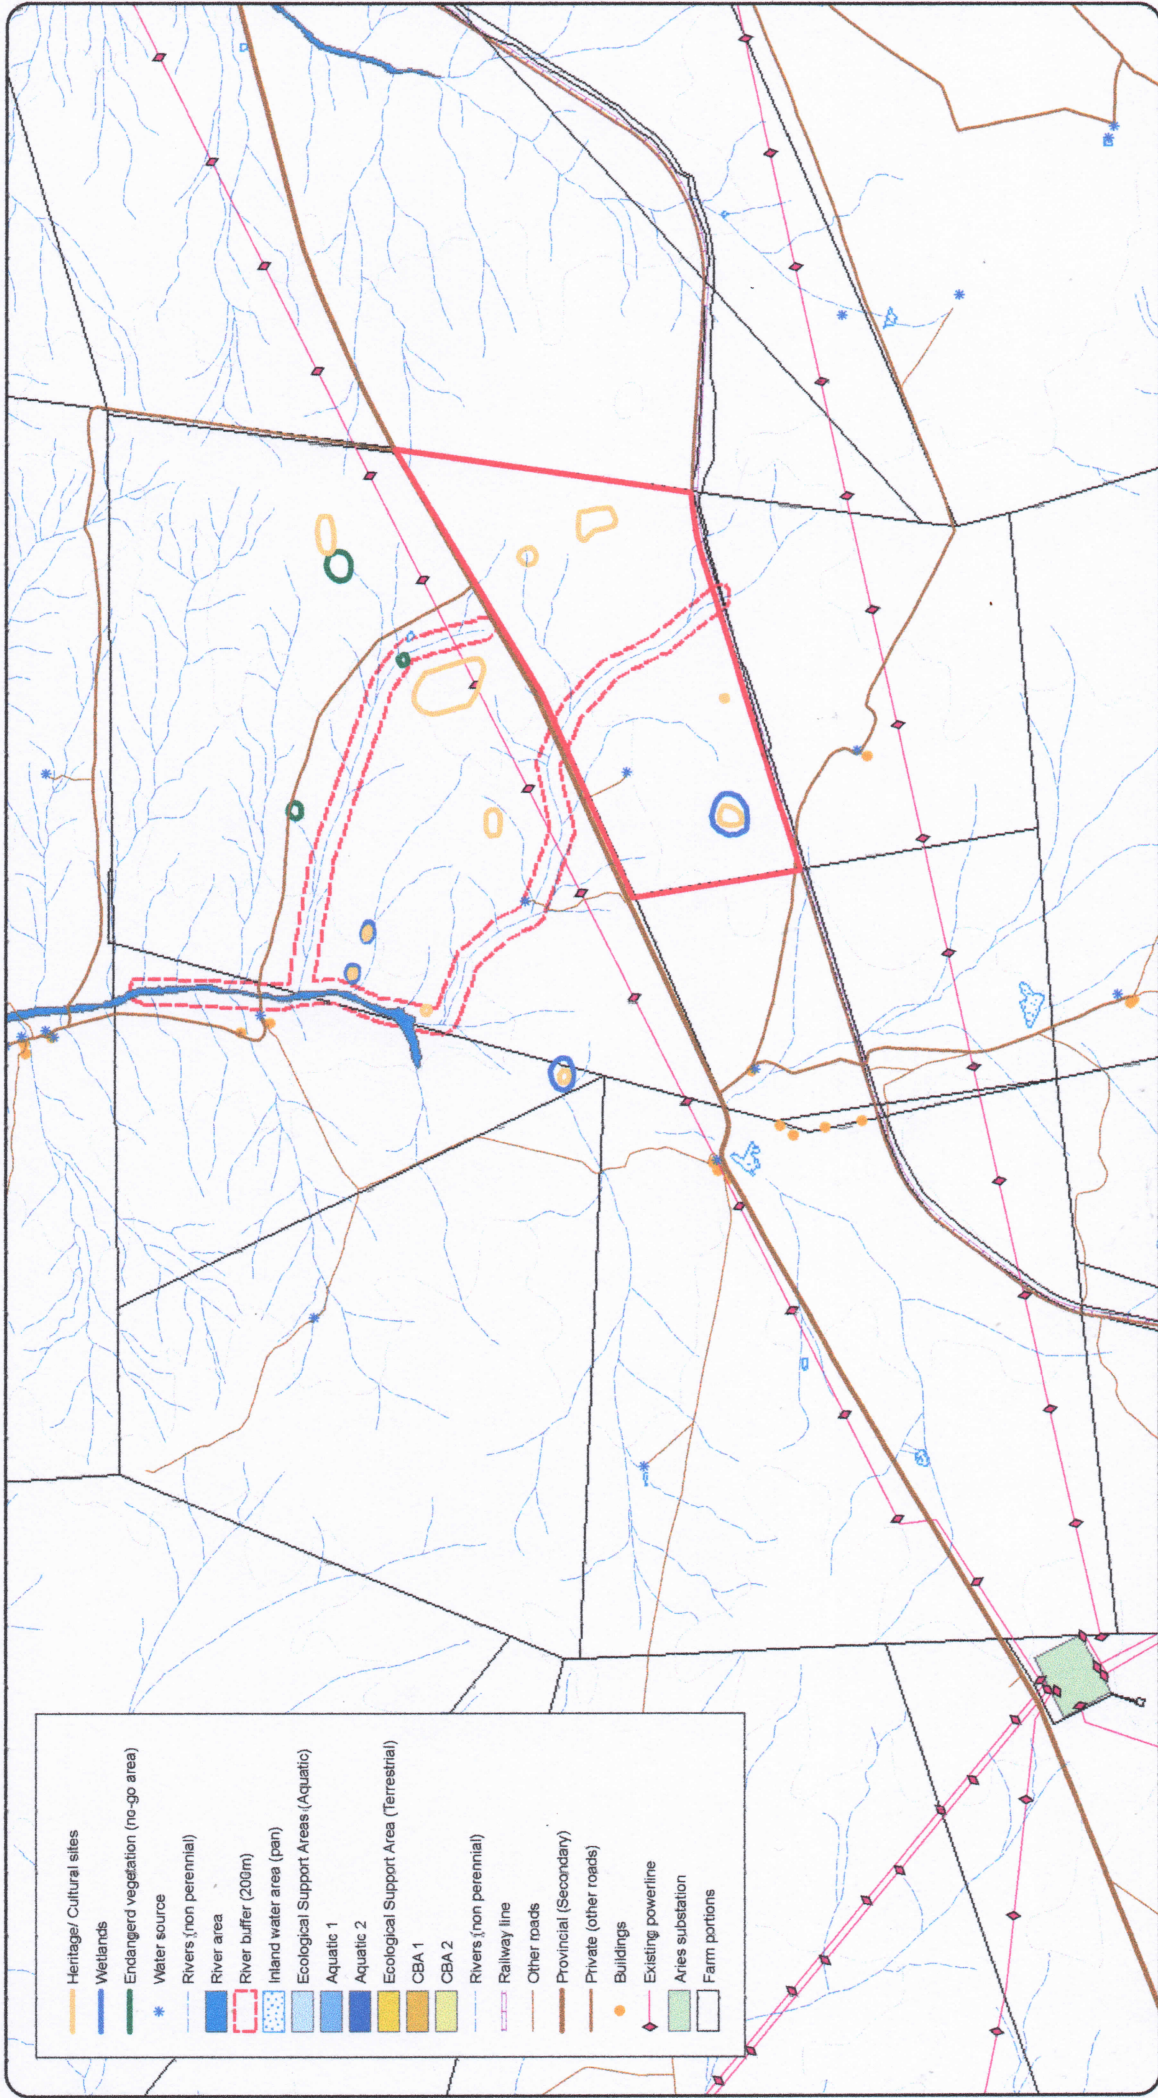 Heritage/ Cultural sites
Wetlands
Endangerd vegetation (no-go area)
Water source
Rivers (non perennial)
River area
River buffer (200m)
Inland water area (pan)
Ecological Support Areas (Aquatic)
Aquatic 1
Aquatic 2
Ecological Support Area (Terrestrial)
CBA 1
CBA 2
Rivers (non perennial)
Railway line
Other roads
Provincial (Secondary)
Private (other roads)
Buildings
Existing powerline
Aries substation
Farm portions